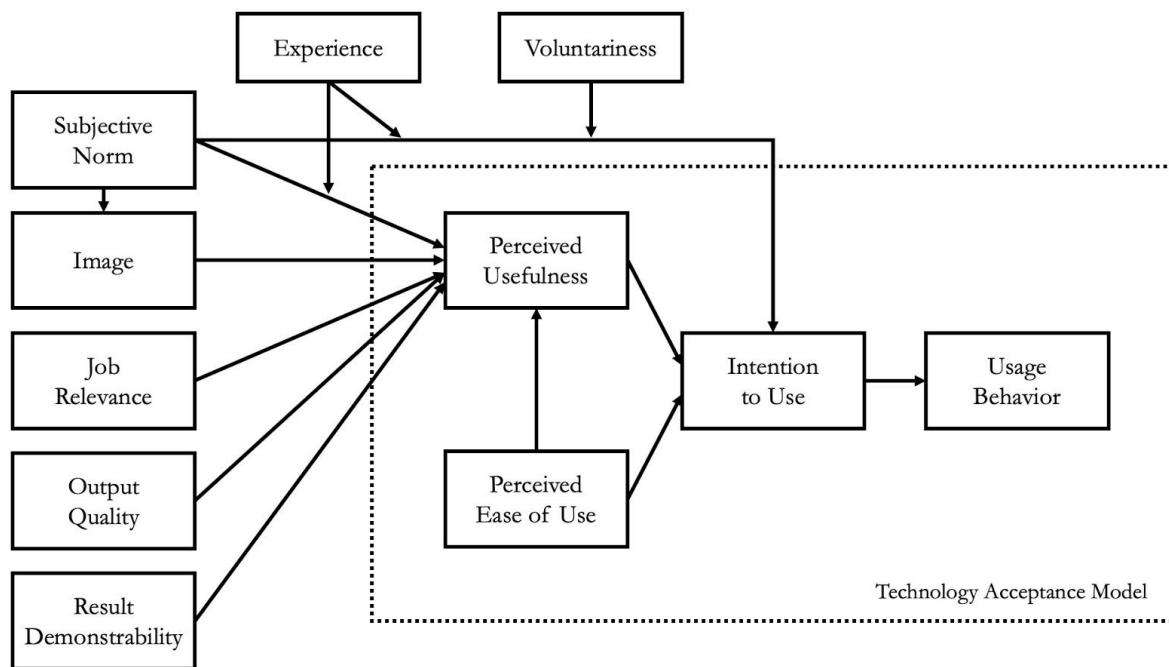 Experience
Voluntariness
Subjective
Norm
Image
Perceived
Usefulness
Job
Relevance
Intention
to Use
Usage
Behavior
Output
Quality
Perceived
Ease of Use
Result
Demonstrability
Technology Acceptance Model